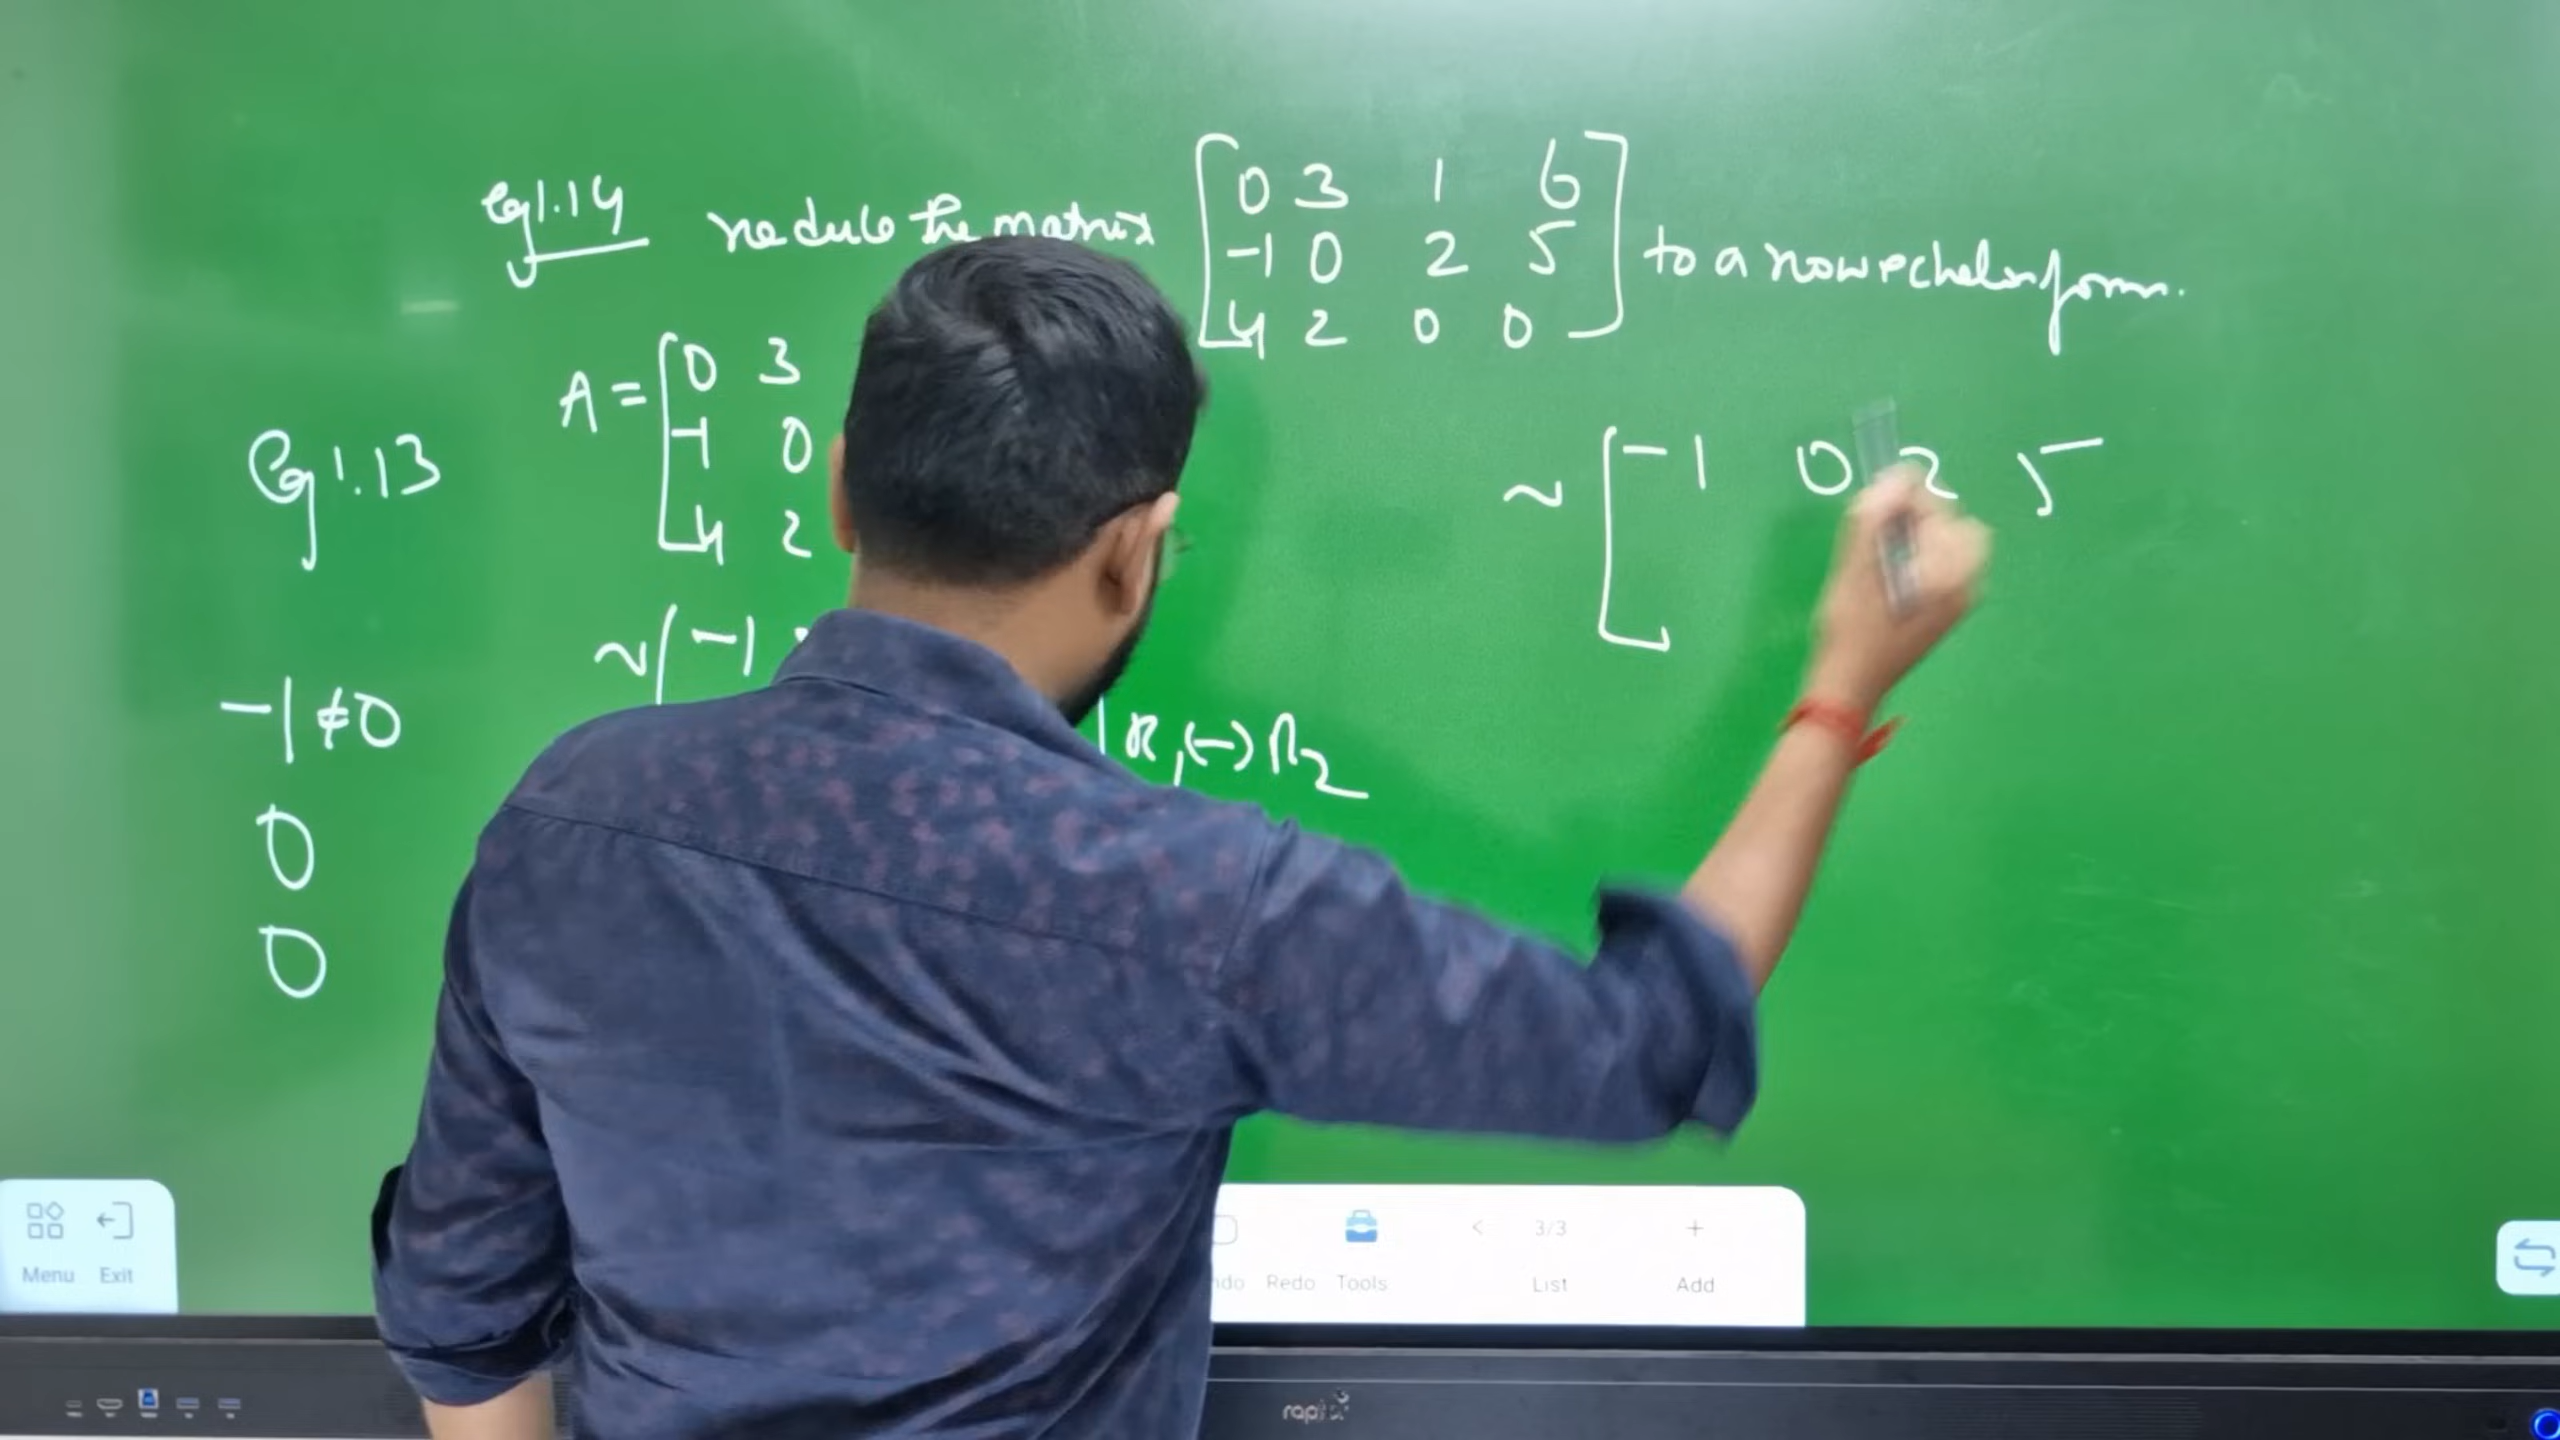 Eg 1.14 reduce the matrix [0 3 1 6
-1 0 2 5
4 2 0 0] to a row echelon form.
A = [0 3
-1 0
4 2
~ [-1
R1 ↔ R2
~ [-1 0 2 5
Eg 1.13
-1 ≠ 0
0
0
Menu Exit
Redo Tools
< 3/3 +
List Add